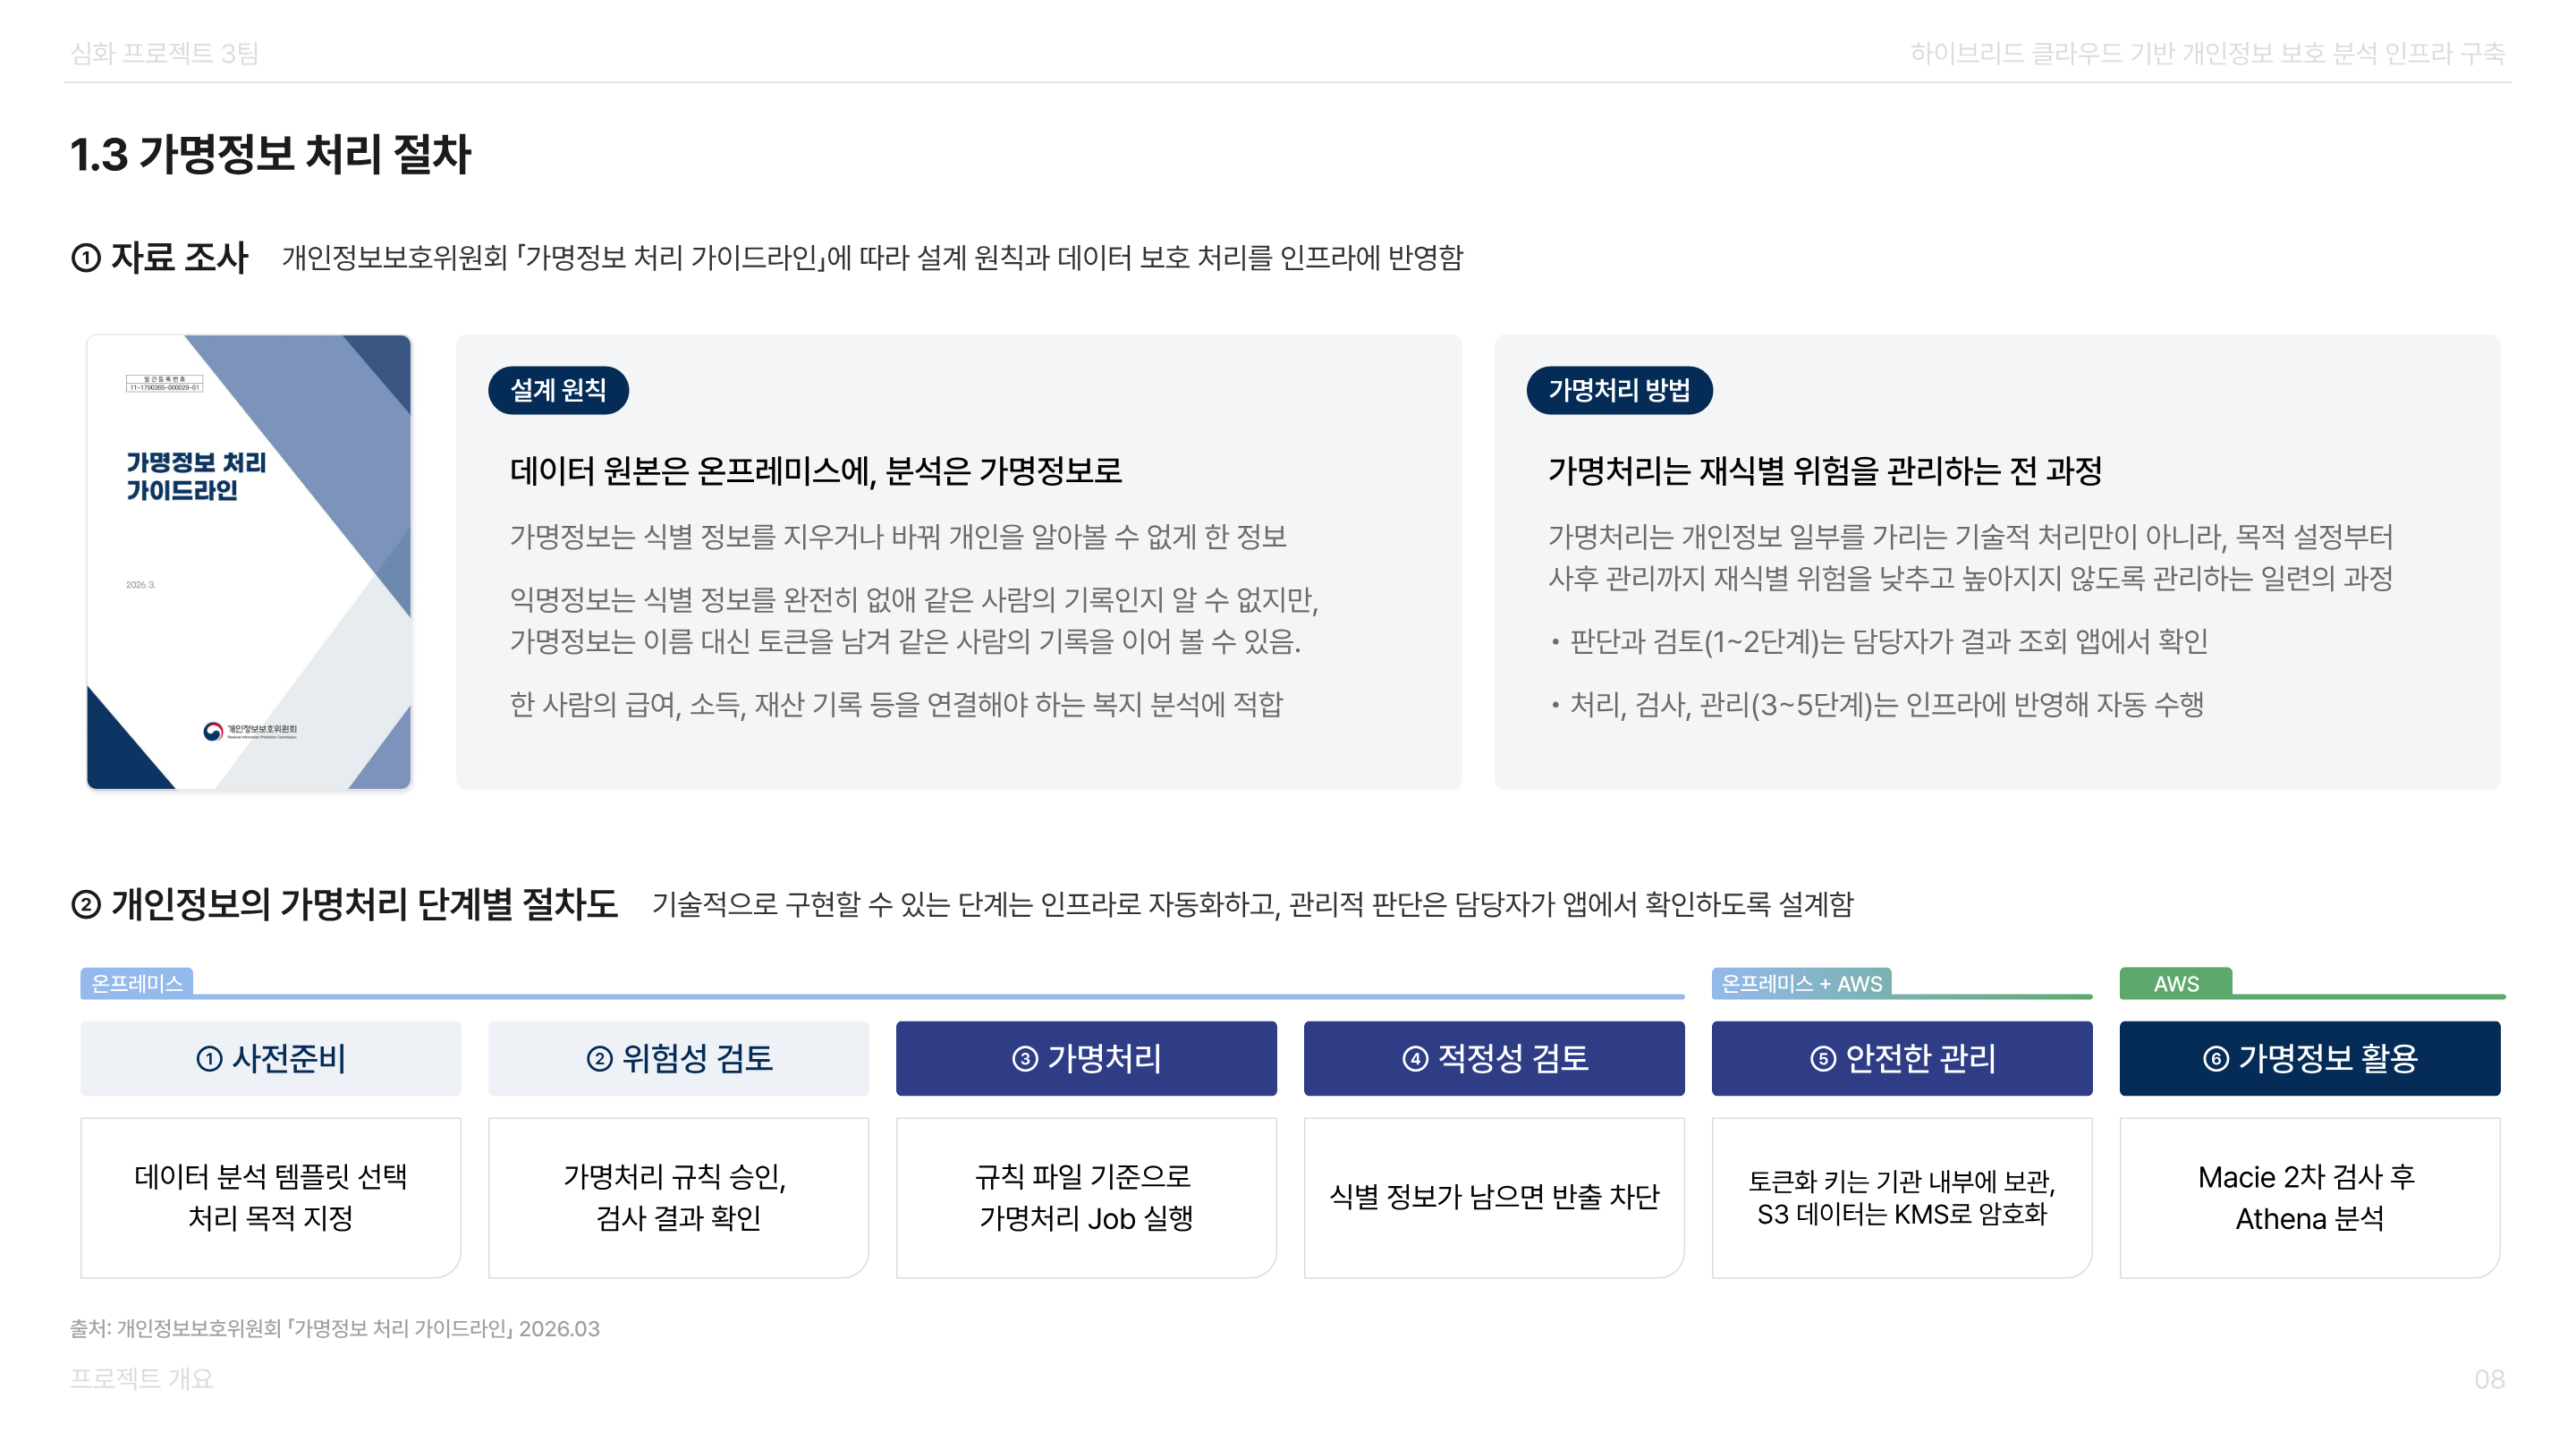 심화 프로젝트 3팀
하이브리드 클라우드 기반 개인정보 보호 분석 인프라 구축
1.3 가명정보 처리 절차
① 자료 조사
개인정보보호위원회 「가명정보 처리 가이드라인」에 따라 설계 원칙과 데이터 보호 처리를 인프라에 반영함
발간등록번호
11-1790365-000029-01
가명정보 처리
가이드라인
2026. 3.
개인정보보호위원회
Personal Information Protection Commission
설계 원칙
데이터 원본은 온프레미스에, 분석은 가명정보로
가명정보는 식별 정보를 지우거나 바꿔 개인을 알아볼 수 없게 한 정보
익명정보는 식별 정보를 완전히 없애 같은 사람의 기록인지 알 수 없지만,
가명정보는 이름 대신 토큰을 남겨 같은 사람의 기록을 이어 볼 수 있음.
한 사람의 급여, 소득, 재산 기록 등을 연결해야 하는 복지 분석에 적합
가명처리 방법
가명처리는 재식별 위험을 관리하는 전 과정
가명처리는 개인정보 일부를 가리는 기술적 처리만이 아니라, 목적 설정부터
사후 관리까지 재식별 위험을 낮추고 높아지지 않도록 관리하는 일련의 과정
• 판단과 검토(1~2단계)는 담당자가 결과 조회 앱에서 확인
• 처리, 검사, 관리(3~5단계)는 인프라에 반영해 자동 수행
② 개인정보의 가명처리 단계별 절차도
기술적으로 구현할 수 있는 단계는 인프라로 자동화하고, 관리적 판단은 담당자가 앱에서 확인하도록 설계함
온프레미스
온프레미스 + AWS
AWS
① 사전준비
② 위험성 검토
③ 가명처리
④ 적정성 검토
⑤ 안전한 관리
⑥ 가명정보 활용
데이터 분석 템플릿 선택
처리 목적 지정
가명처리 규칙 승인,
검사 결과 확인
규칙 파일 기준으로
가명처리 Job 실행
식별 정보가 남으면 반출 차단
토큰화 키는 기관 내부에 보관,
S3 데이터는 KMS로 암호화
Macie 2차 검사 후
Athena 분석
출처: 개인정보보호위원회 「가명정보 처리 가이드라인」 2026.03
프로젝트 개요
08